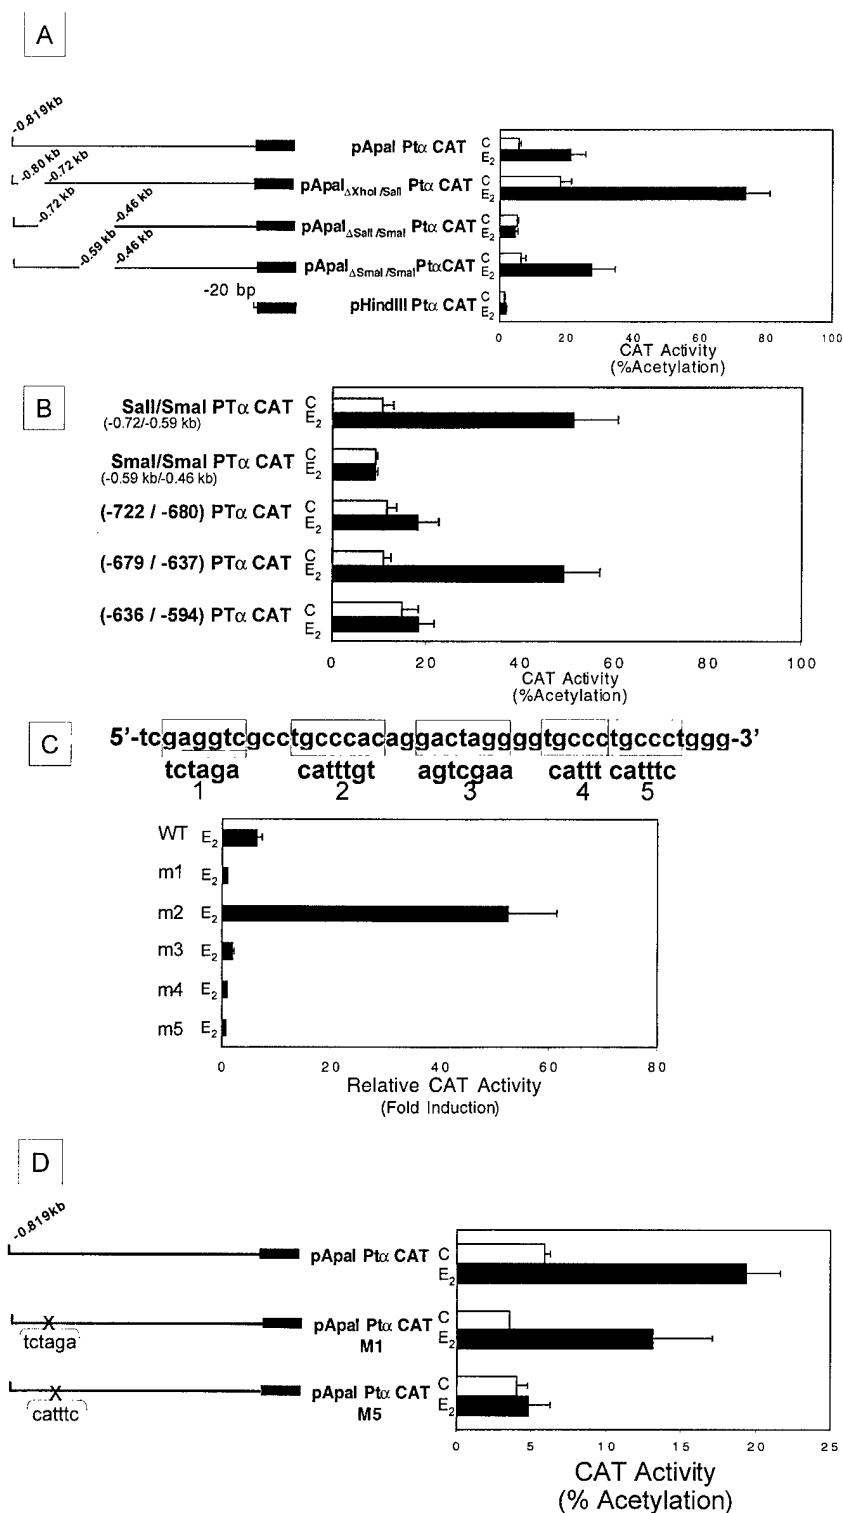 A
-0.819kb
pApaI Ptα CAT
C
E2
-0.80 kb
-0.72 kb
pApaIΔXhoI/SalI Ptα CAT
C
E2
-0.72 kb
-0.46 kb
pApaIΔSalI/SmaI Ptα CAT
C
E2
-0.59 kb
-0.46 kb
pApaIΔSmaI/SmaIPtαCAT
C
E2
-20 bp
pHindIII Ptα CAT
C
E2
0 20 40 60 80 100
CAT Activity
(%Acetylation)
B
SalI/SmaI PTα CAT
(-0.72/-0.59 kb)
C
E2
SmaI/SmaI PTα CAT
(-0.59 kb/-0.46 kb)
C
E2
(-722 / -680) PTα CAT
C
E2
(-679 / -637) PTα CAT
C
E2
(-636 / -594) PTα CAT
C
E2
0 20 40 60 80 100
CAT Activity
(%Acetylation)
C
5'-tcgaggtcgcctgcccacaggactaggggtgccctgccctggg-3'
tctaga catttgt agtcgaa cattt catttc
1 2 3 4 5
WT E2
m1 E2
m2 E2
m3 E2
m4 E2
m5 E2
0 20 40 60 80
Relative CAT Activity
(Fold Induction)
D
-0.819kb
pApaI Ptα CAT
C
E2
tctaga
pApaI Ptα CAT
M1
C
E2
catttc
pApaI Ptα CAT
M5
C
E2
0 5 10 15 20 25
CAT Activity
(% Acetylation)